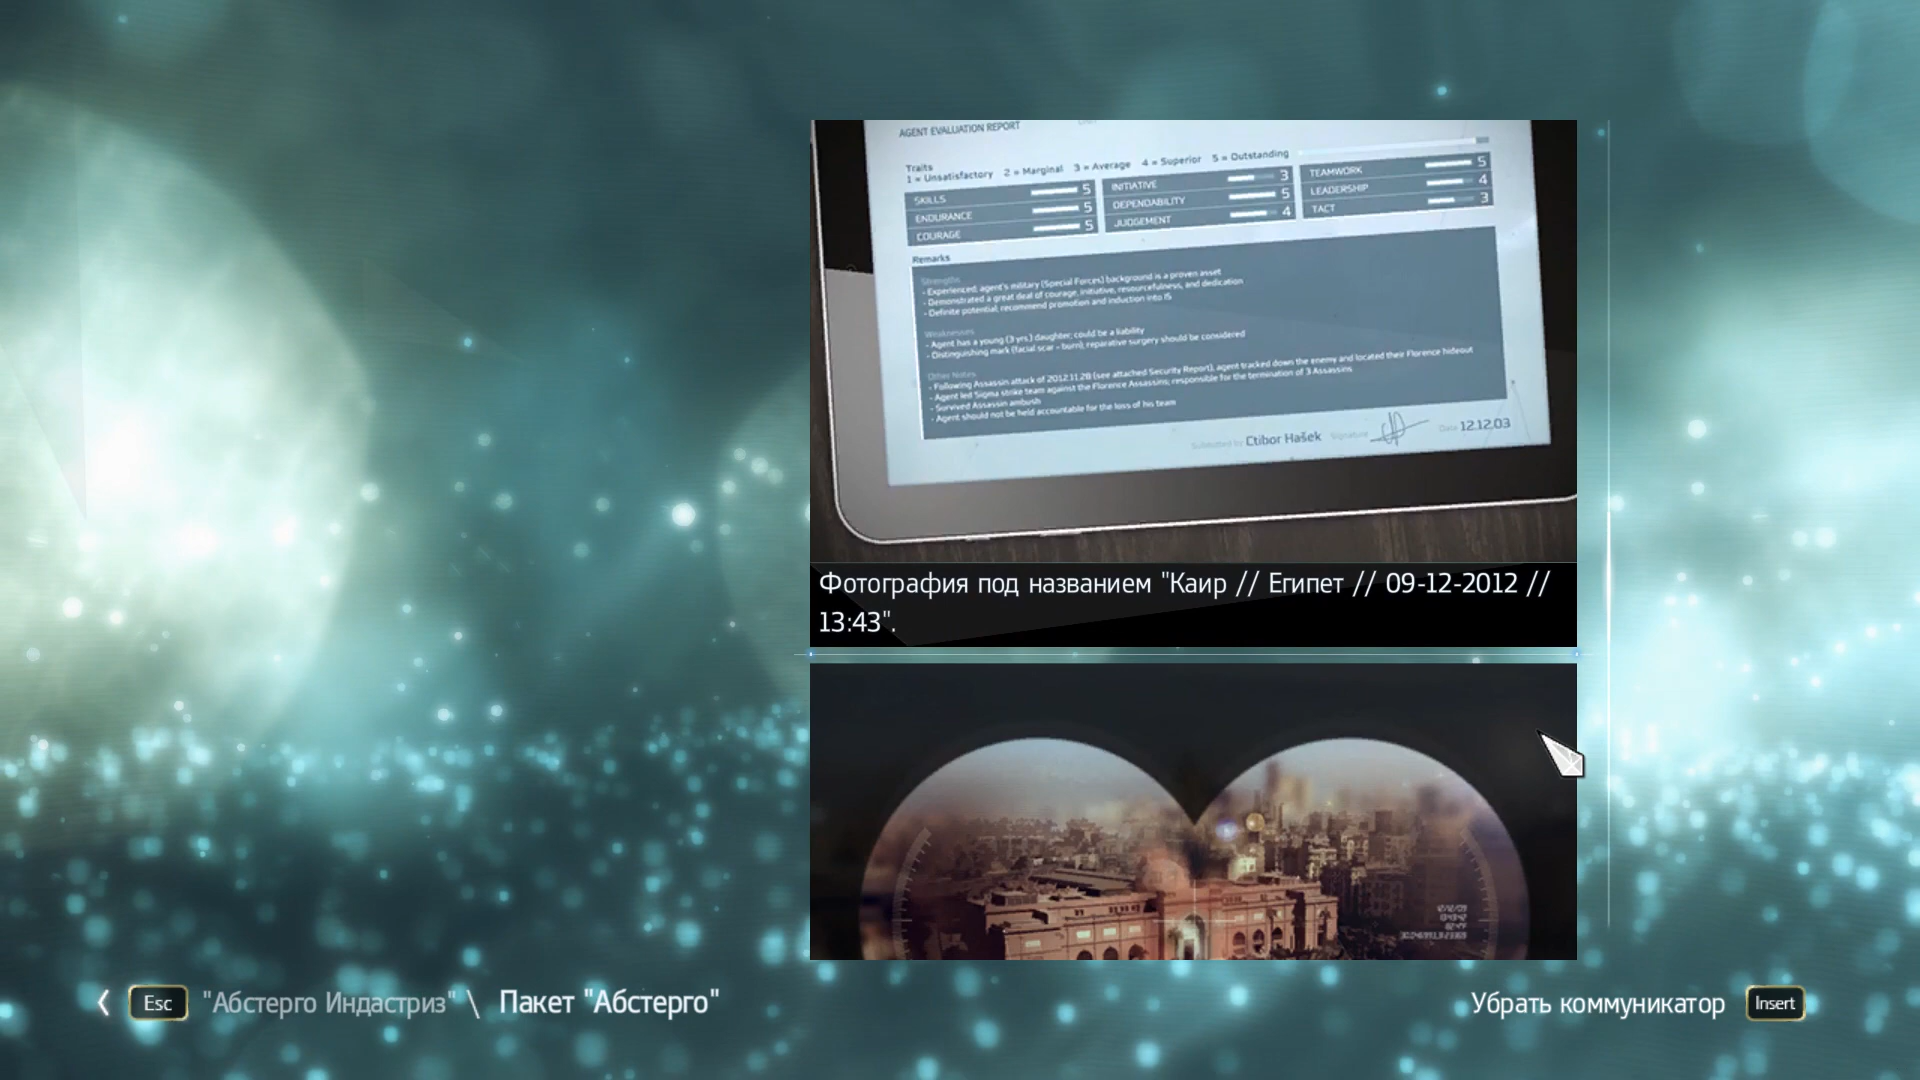 AGENT EVALUATION REPORT
Traits
1 = Unsatisfactory 2 = Marginal 3 = Average 4 = Superior 5 = Outstanding
SKILLS 5
ENDURANCE 5
COURAGE 5
INITIATIVE 3
DEPENDABILITY 5
JUDGEMENT 4
TEAMWORK 5
LEADERSHIP 4
TACT 3
Remarks
Strengths
- Experienced; agent's military (Special Forces) background is a proven asset
- Demonstrated a great deal of courage, initiative, resourcefulness, and dedication
- Definite potential; recommend promotion and induction into IS
Weaknesses
- Agent has a young (3 yrs.) daughter; could be a liability
- Distinguishing mark (facial scar - burn); reparative surgery should be considered
Other Notes
- Following Assassin attack of 2012.11.28 (see attached Security Report), agent tracked down the enemy and located their Florence hideout
- Agent led Sigma strike team against the Florence Assassins; responsible for the termination of 3 Assassins
- Survived Assassin ambush
- Agent should not be held accountable for the loss of his team
Submitted by Ctibor Hašek Signature Date 12.12.03
Фотография под названием "Каир // Египет // 09-12-2012 //
13:43".
Esc "Абстерго Индастриз" \ Пакет "Абстерго"
Убрать коммуникатор Insert